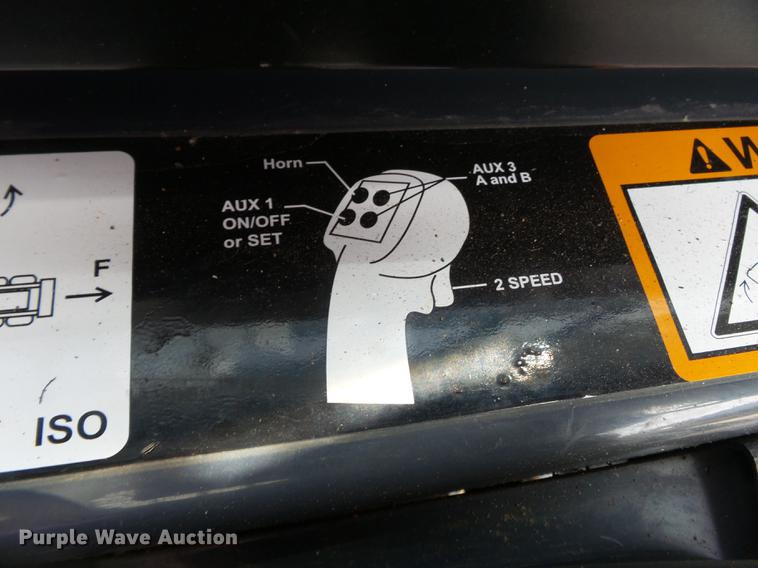 Horn
AUX 3
A and B
AUX 1
ON/OFF
or SET
F
2 SPEED
ISO
Purple Wave Auction